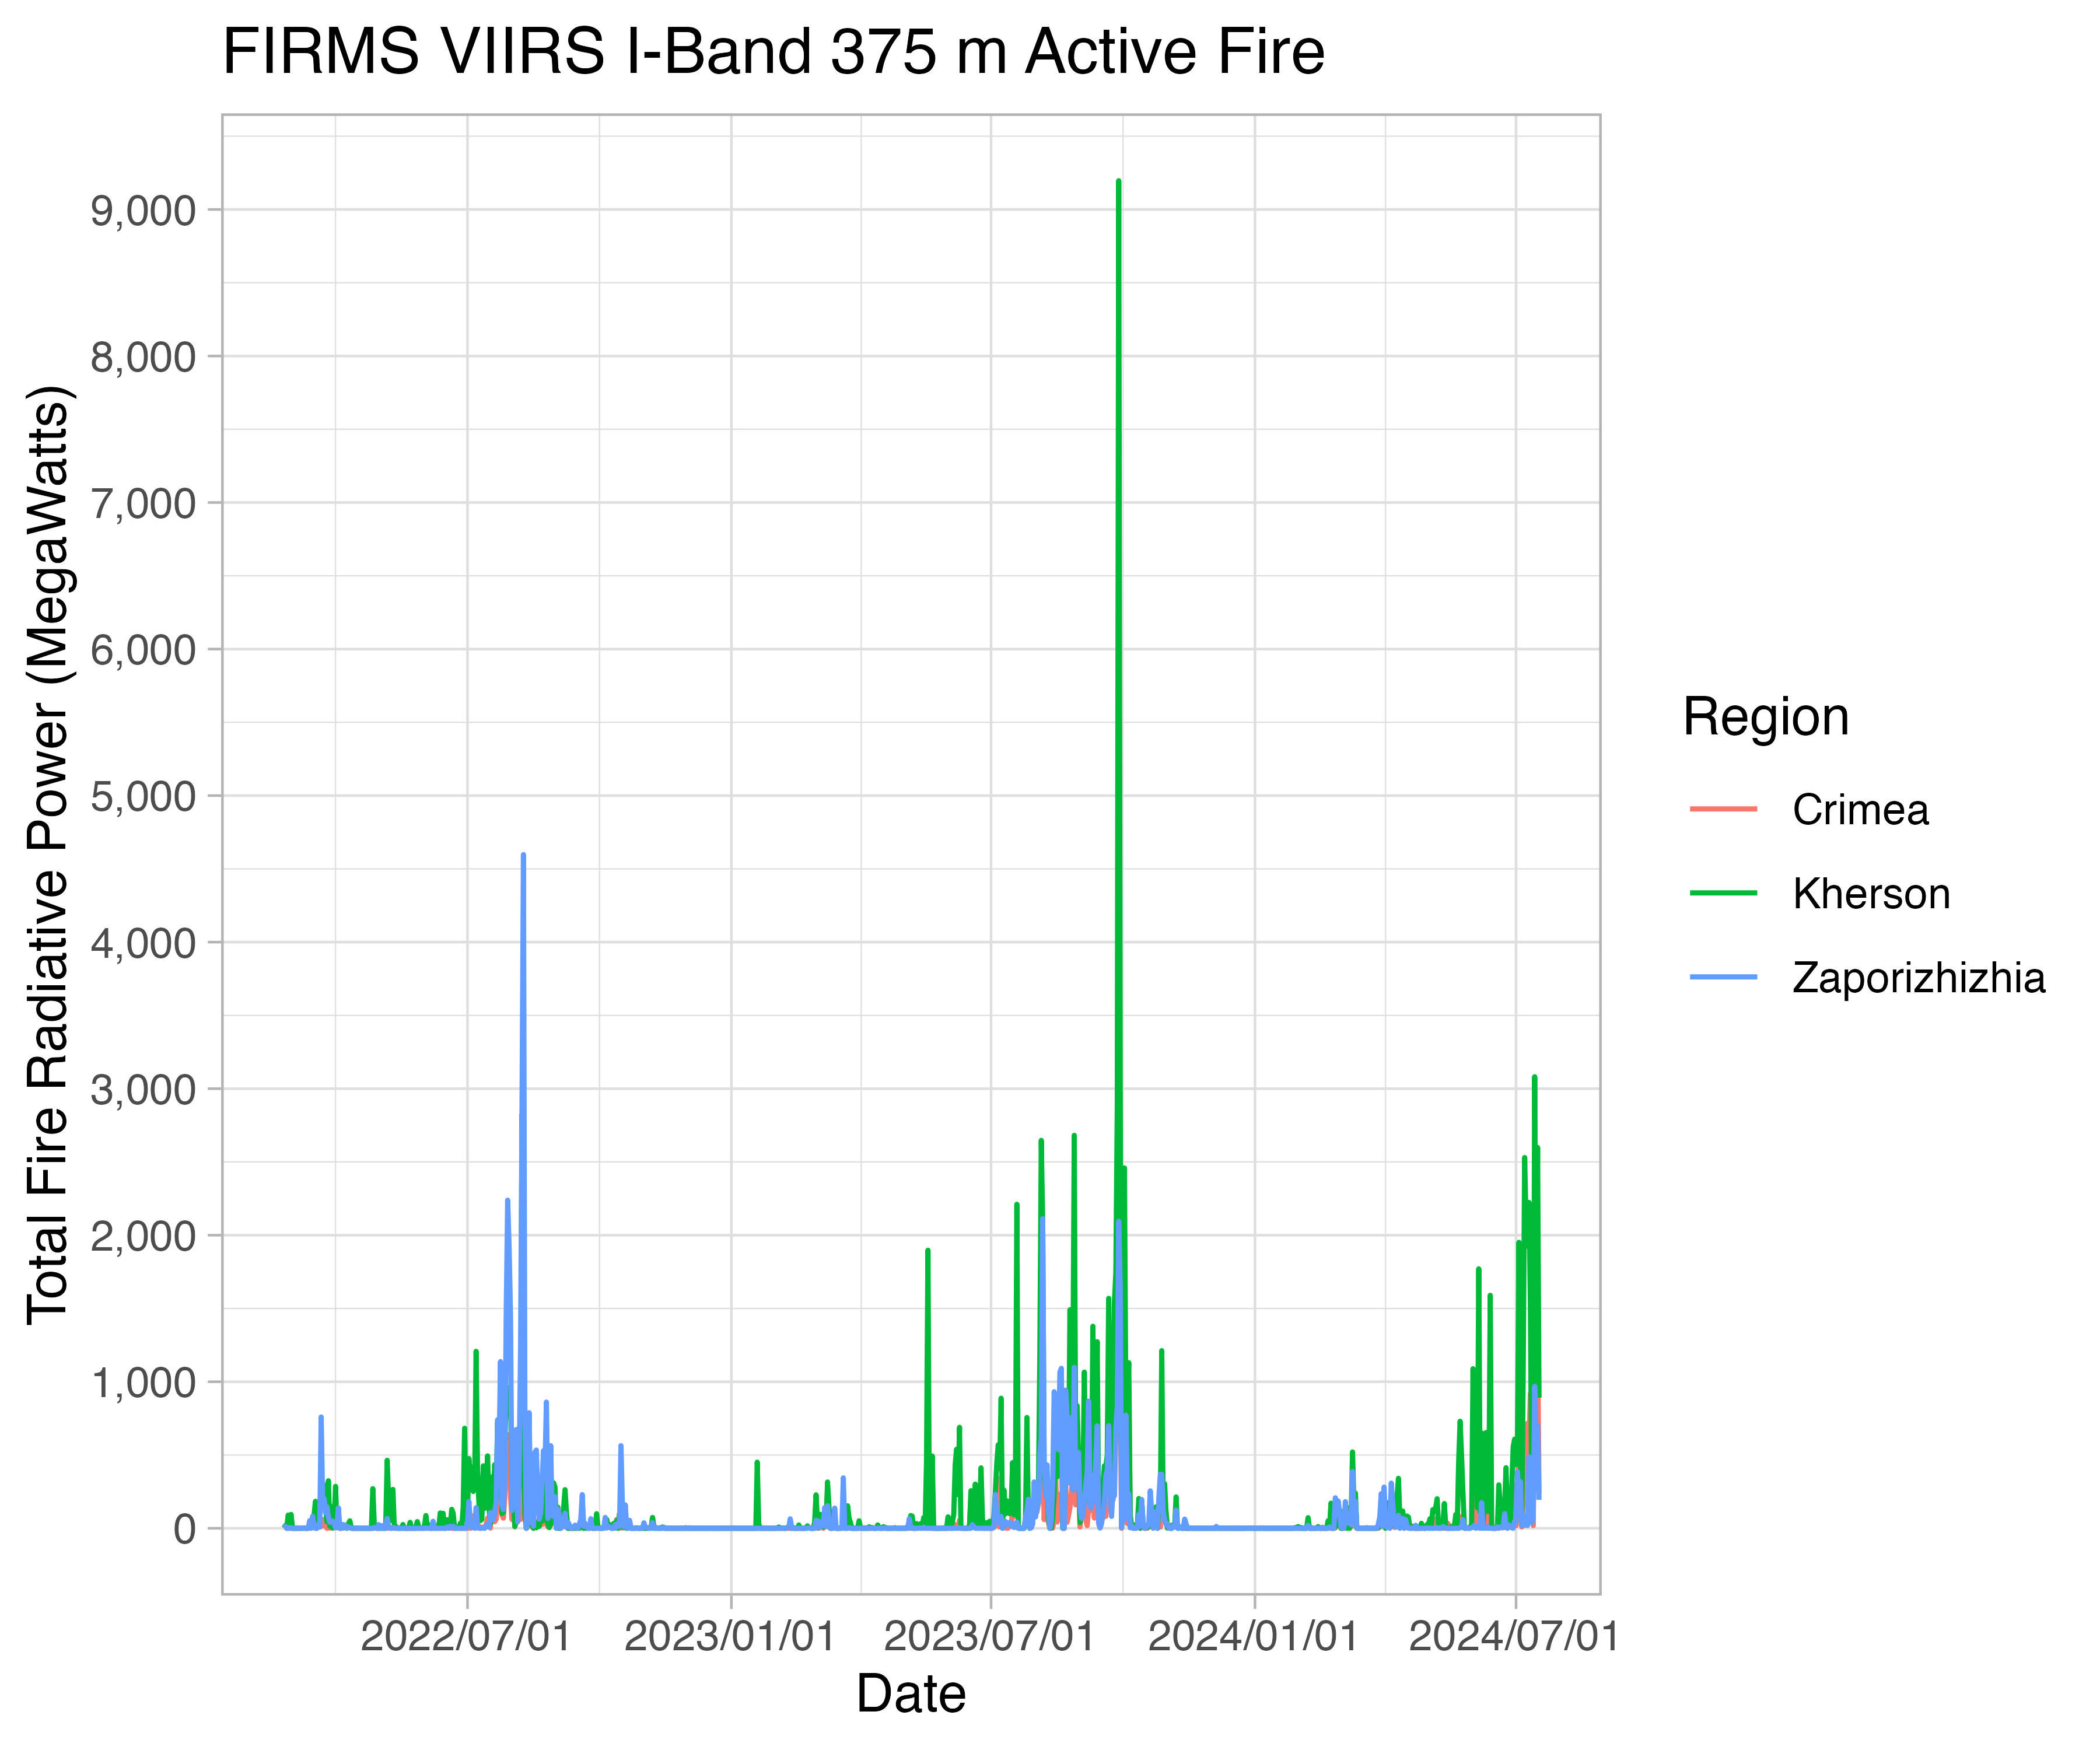 FIRMS VIIRS I-Band 375 m Active Fire
Total Fire Radiative Power (MegaWatts)
9,000
8,000
7,000
6,000
5,000
4,000
3,000
2,000
1,000
0
2022/07/01 2023/01/01 2023/07/01 2024/01/01 2024/07/01
Date
Region
Crimea
Kherson
Zaporizhizhia